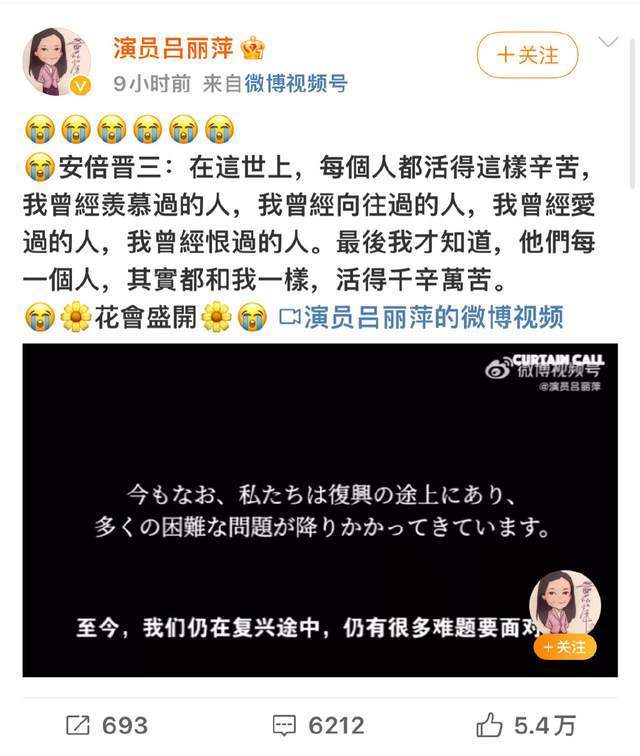 演员吕丽萍
+关注
9小时前 来自微博视频号
😭😭😭😭😭😭
😭安倍晋三：在這世上，每個人都活得這樣辛苦，
我曾經羨慕過的人，我曾經向往過的人，我曾經愛
過的人，我曾經恨過的人。最後我才知道，他們每
一個人，其實都和我一樣，活得千辛萬苦。
😭🌼花會盛開🌼😭 演员吕丽萍的微博视频
CURTAIN CALL
微博视频号
@演员吕丽萍
今もなお、私たちは復興の途上にあり、
多くの困難な問題が降りかかってきています。
至今，我们仍在复兴途中，仍有很多难题要面对
+关注
693
6212
5.4万